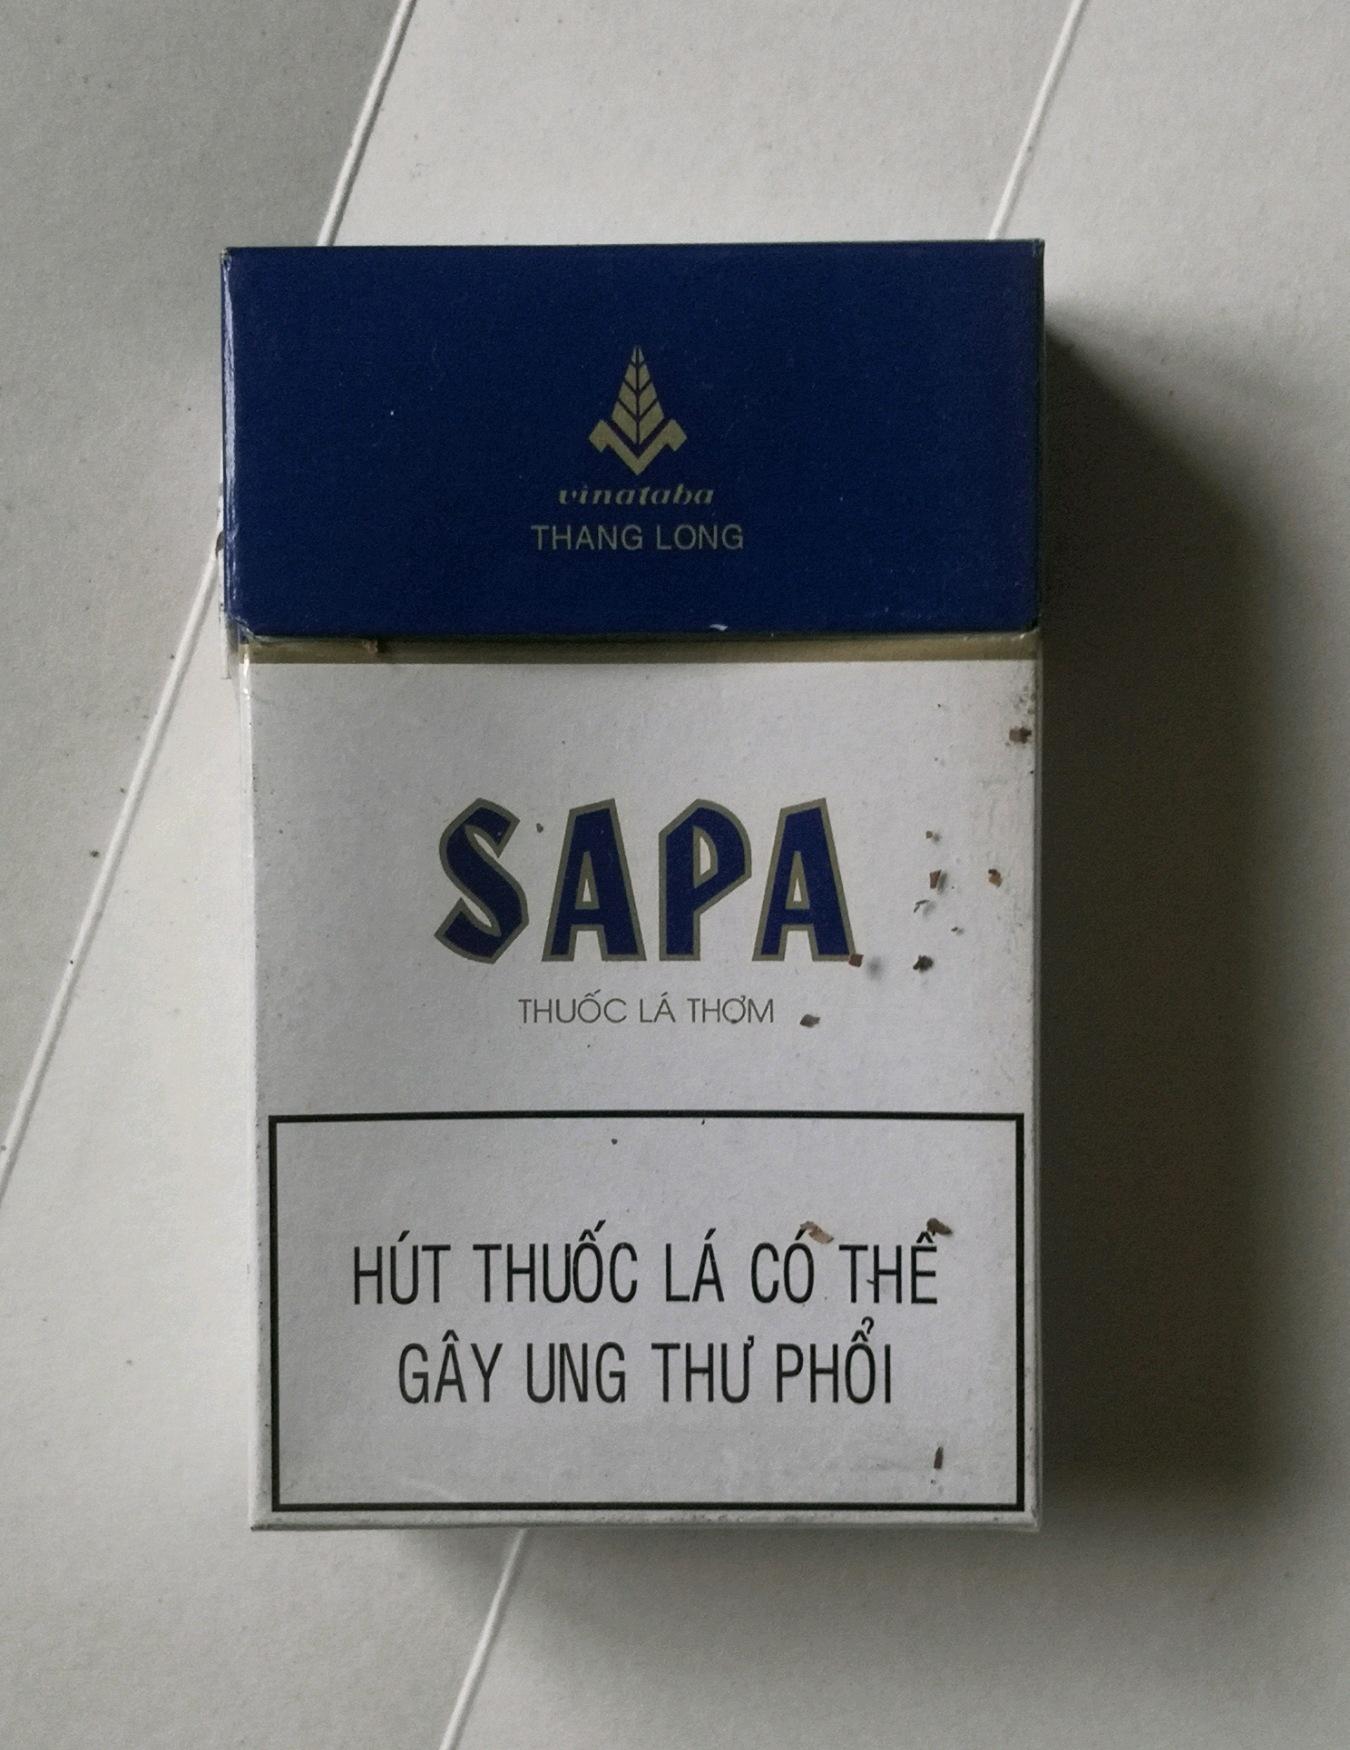 vinataba
THANG LONG
SAPA
THUỐC LÁ THƠM
HÚT THUỐC LÁ CÓ THỂ
GÂY UNG THƯ PHỔI